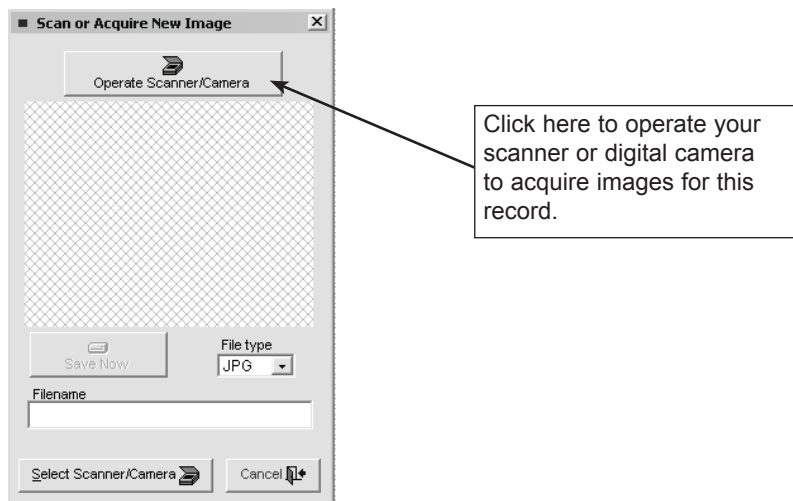 Scan or Acquire New Image
Operate Scanner/Camera
Click here to operate your
scanner or digital camera
to acquire images for this
record.
Save Now
File type
JPG
Filename
Select Scanner/Camera
Cancel